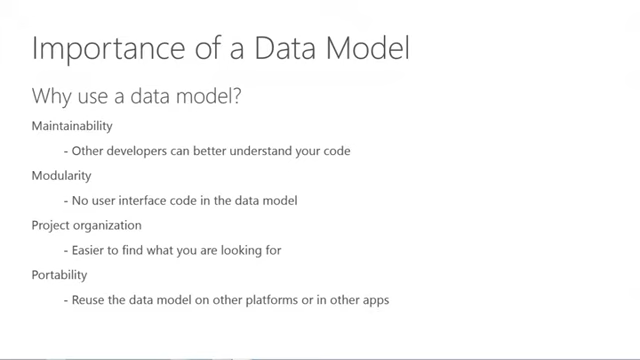 Importance of a Data Model
Why use a data model?
Maintainability
- Other developers can better understand your code
Modularity
- No user interface code in the data model
Project organization
- Easier to find what you are looking for
Portability
- Reuse the data model on other platforms or in other apps